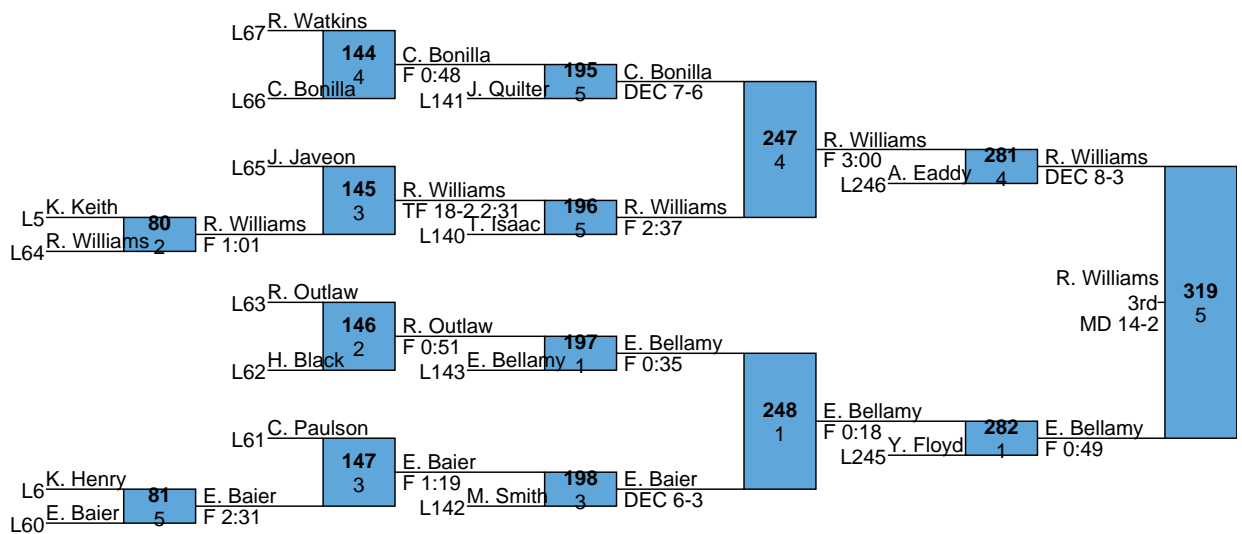 L67 R. Watkins
144
4
C. Bonilla
F 0:48
L66 C. Bonilla
195
5
L141 J. Quilter
C. Bonilla
DEC 7-6
247
4
R. Williams
F 3:00
281
4
L246 A. Eaddy
R. Williams
DEC 8-3
L65 J. Javeon
145
3
R. Williams
TF 18-2 2:31
196
5
L140 T. Isaac
R. Williams
F 2:37
L5 K. Keith
80
2
L64 R. Williams
R. Williams
F 1:01
R. Williams
3rd
MD 14-2
319
5
L63 R. Outlaw
146
2
L62 H. Black
R. Outlaw
F 0:51
197
1
L143 E. Bellamy
E. Bellamy
F 0:35
248
1
E. Bellamy
F 0:18
282
1
L245 Y. Floyd
E. Bellamy
F 0:49
L61 C. Paulson
147
3
E. Baier
F 1:19
198
3
L142 M. Smith
E. Baier
DEC 6-3
L6 K. Henry
81
5
L60 E. Baier
E. Baier
F 2:31